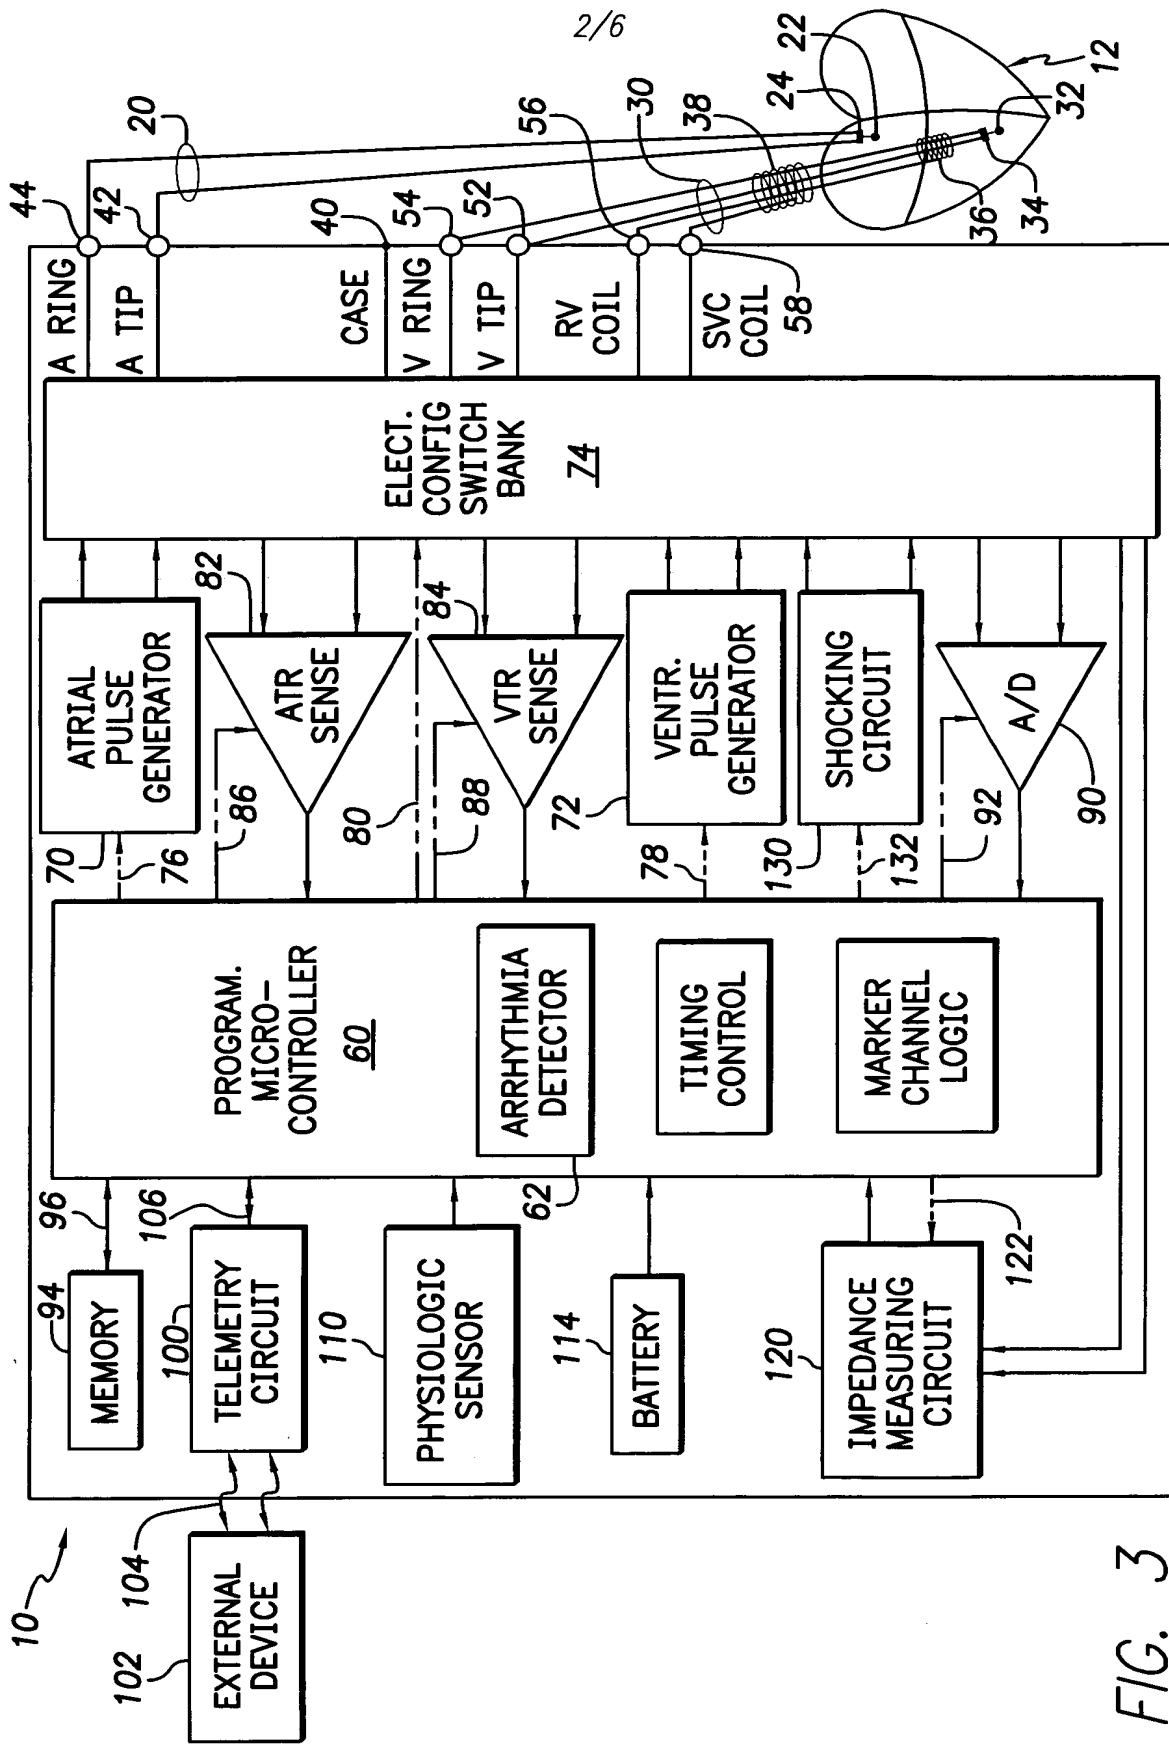 2/6
10
102
EXTERNAL
DEVICE
104
94
MEMORY
96
100
TELEMETRY
CIRCUIT
106
110
PHYSIOLOGIC
SENSOR
114
BATTERY
120
IMPEDANCE
MEASURING
CIRCUIT
122
PROGRAM.
MICRO-
CONTROLLER
60
ARRHYTHMIA
DETECTOR
62
TIMING
CONTROL
MARKER
CHANNEL
LOGIC
70
76
ATRIAL
PULSE
GENERATOR
86
ATR
SENSE
82
80
88
VTR
SENSE
84
72
78
VENTR.
PULSE
GENERATOR
130
132
SHOCKING
CIRCUIT
92
A/D
90
ELECT.
CONFIG
SWITCH
BANK
74
A RING
44
A TIP
42
CASE
40
V RING
54
V TIP
52
RV
COIL
56
SVC
COIL
58
20
30
38
24
22
36
34
32
12
FIG. 3